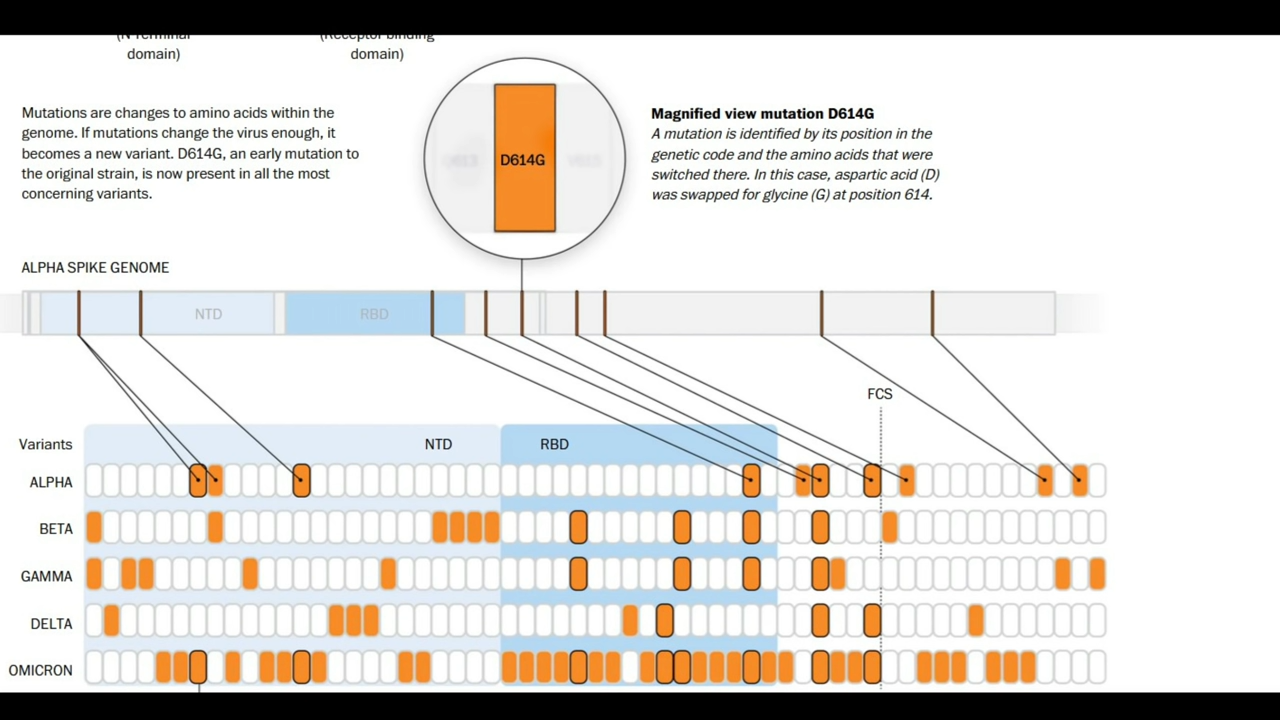 (N-Terminal
domain)
(Receptor binding
domain)
Mutations are changes to amino acids within the
genome. If mutations change the virus enough, it
becomes a new variant. D614G, an early mutation to
the original strain, is now present in all the most
concerning variants.
D614G
Magnified view mutation D614G
A mutation is identified by its position in the
genetic code and the amino acids that were
switched there. In this case, aspartic acid (D)
was swapped for glycine (G) at position 614.
ALPHA SPIKE GENOME
NTD
RBD
FCS
Variants
NTD
RBD
ALPHA
BETA
GAMMA
DELTA
OMICRON